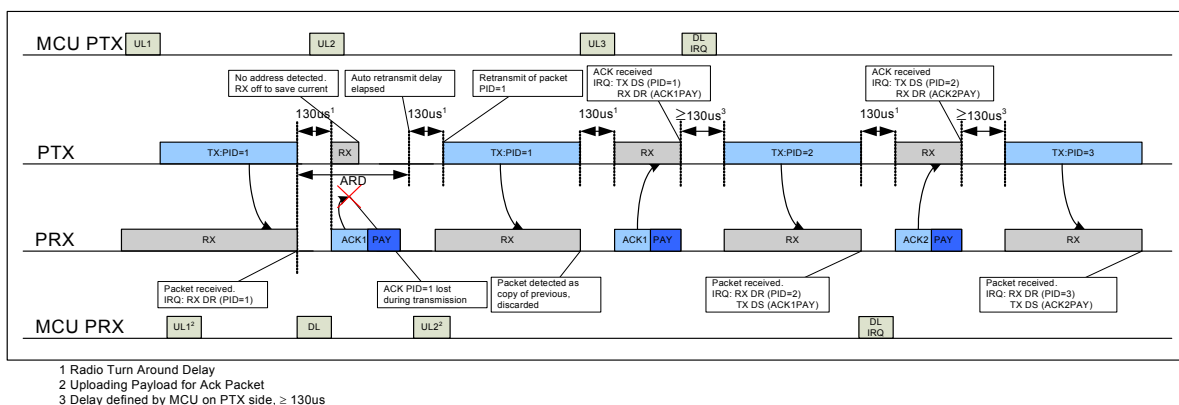 MCU PTX
UL1
UL2
UL3
DL
IRQ
No address detected.
RX off to save current
Auto retransmit delay
elapsed
Retransmit of packet
PID=1
ACK received
IRQ: TX DS (PID=1)
RX DR (ACK1PAY)
ACK received
IRQ: TX DS (PID=2)
RX DR (ACK2PAY)
130us1
130us1
130us1
≥130us3
130us1
≥130us3
PTX
TX:PID=1
RX
TX:PID=1
RX
TX:PID=2
RX
TX:PID=3
ARD
PRX
RX
ACK1
PAY
RX
ACK1
PAY
RX
ACK2
PAY
RX
Packet received.
IRQ: RX DR (PID=1)
ACK PID=1 lost
during transmission
Packet detected as
copy of previous,
discarded
Packet received.
IRQ: RX DR (PID=2)
TX DS (ACK1PAY)
Packet received.
IRQ: RX DR (PID=3)
TX DS (ACK2PAY)
MCU PRX
UL12
DL
UL22
DL
IRQ
1 Radio Turn Around Delay
2 Uploading Payload for Ack Packet
3 Delay defined by MCU on PTX side, ≥ 130us